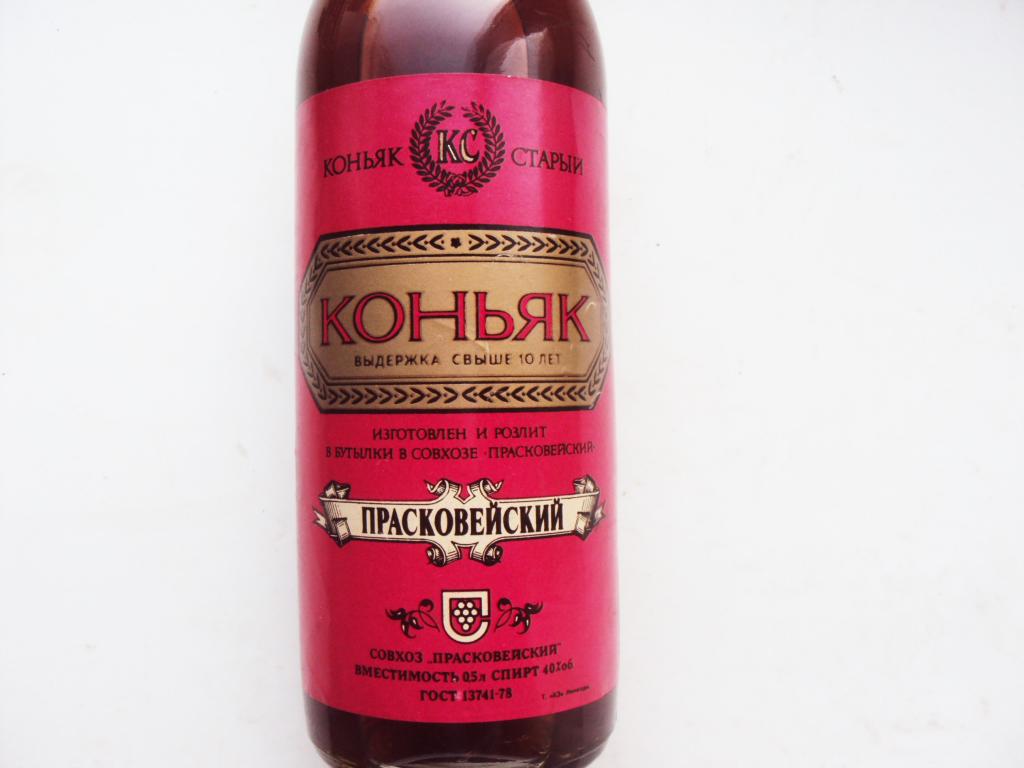 КОНЬЯК КС СТАРЫЙ
КОНЬЯК
ВЫДЕРЖКА СВЫШЕ 10 ЛЕТ
ИЗГОТОВЛЕН И РОЗЛИТ
В БУТЫЛКИ В СОВХОЗЕ «ПРАСКОВЕЙСКИЙ»
ПРАСКОВЕЙСКИЙ
СОВХОЗ „ПРАСКОВЕЙСКИЙ"
ВМЕСТИМОСТЬ 0,5л СПИРТ 40%об.
ГОСТ 13741-78